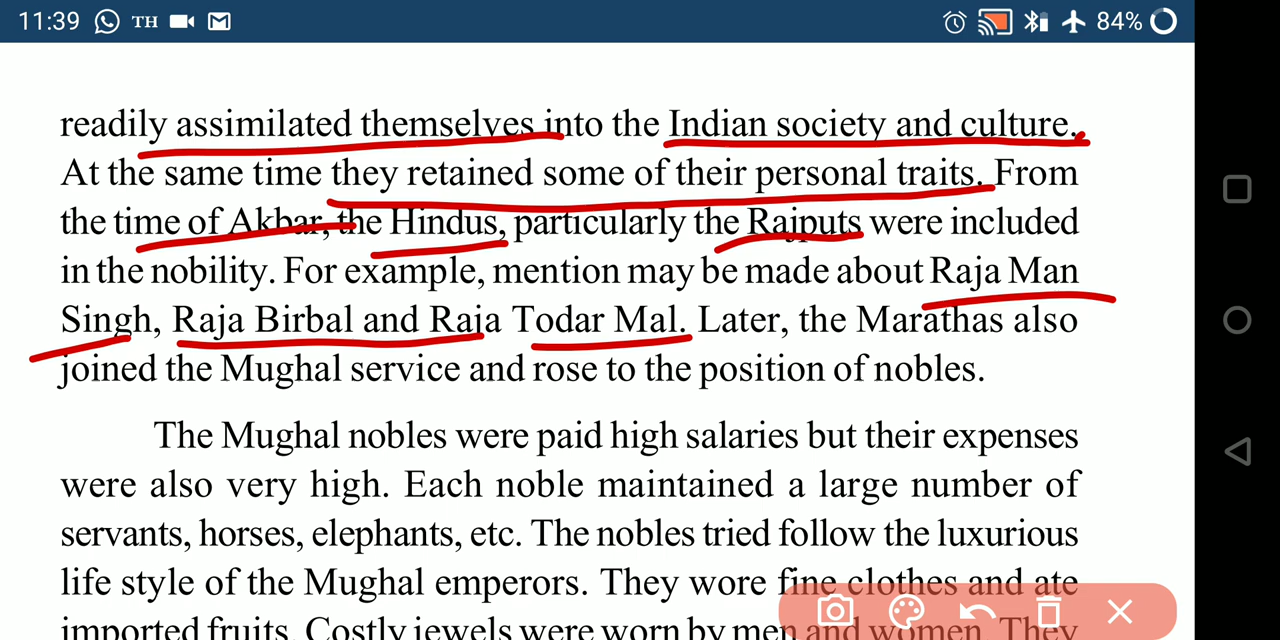 11:39 TH 84%
readily assimilated themselves into the Indian society and culture.
At the same time they retained some of their personal traits. From
the time of Akbar, the Hindus, particularly the Rajputs were included
in the nobility. For example, mention may be made about Raja Man
Singh, Raja Birbal and Raja Todar Mal. Later, the Marathas also
joined the Mughal service and rose to the position of nobles.
The Mughal nobles were paid high salaries but their expenses
were also very high. Each noble maintained a large number of
servants, horses, elephants, etc. The nobles tried follow the luxurious
life style of the Mughal emperors. They wore fine clothes and ate
imported fruits. Costly jewels were worn by men and women. They